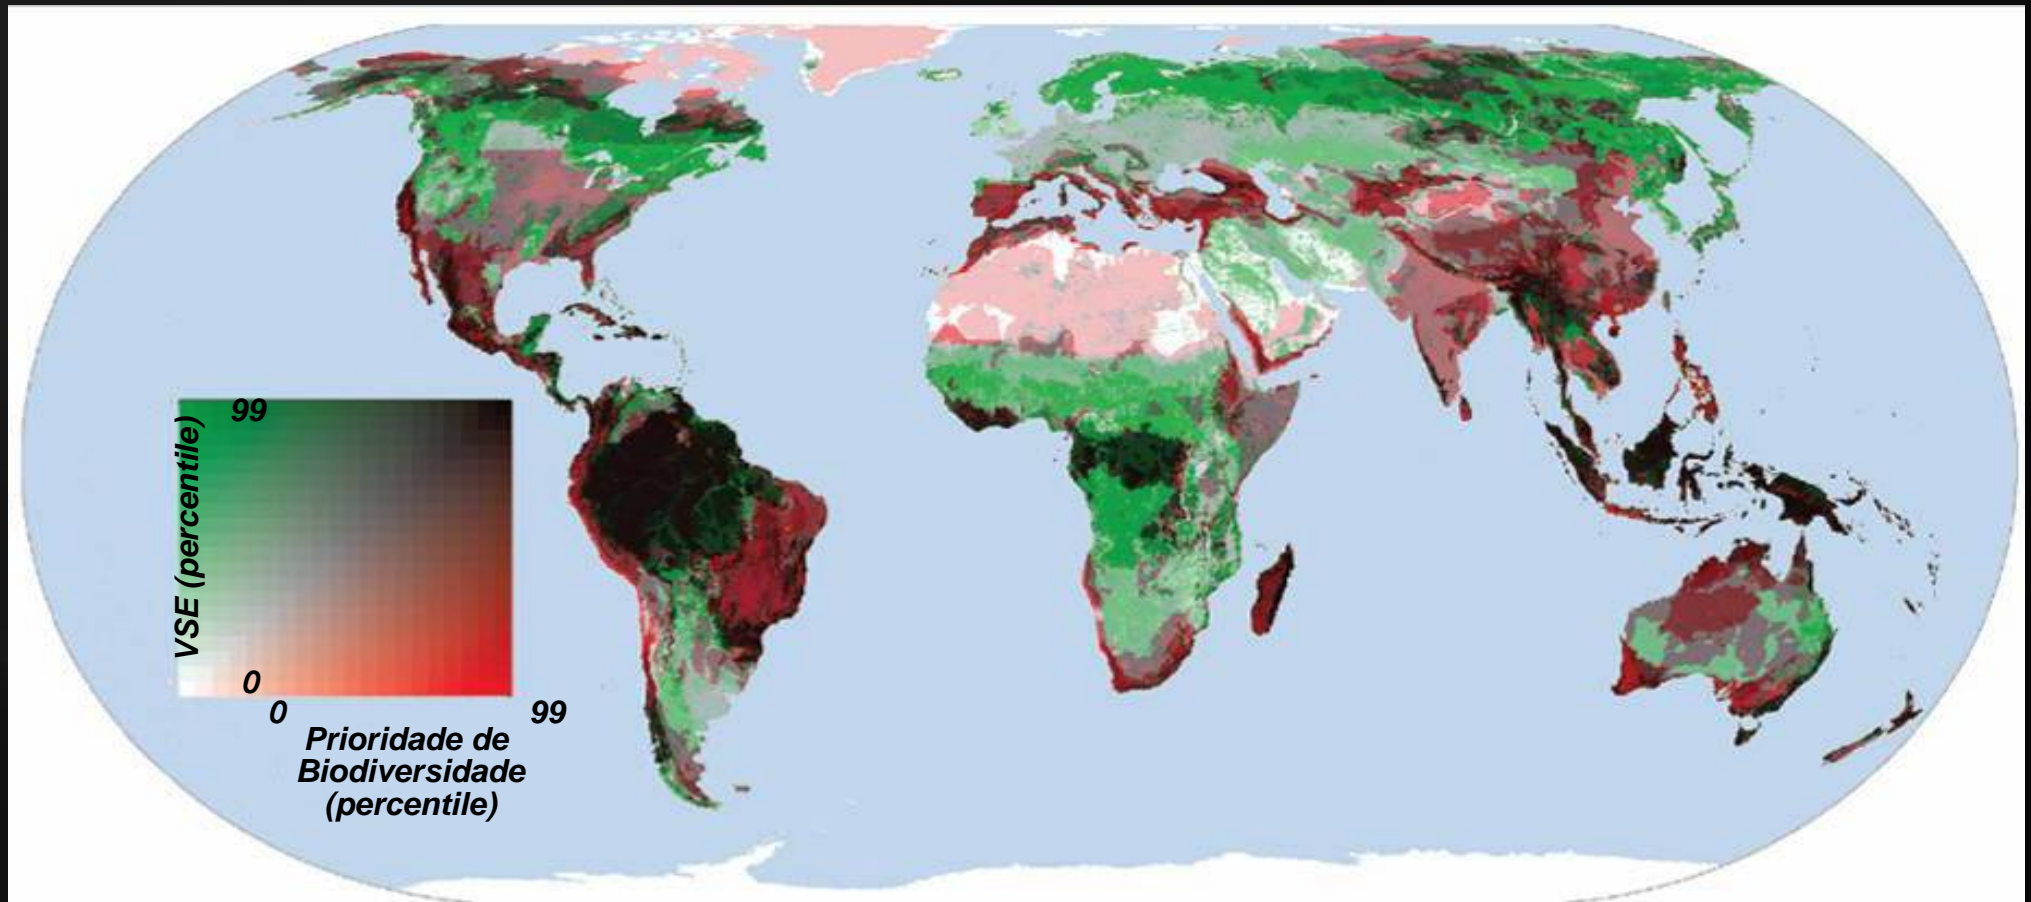 99
VSE (percentile)
0
0
99
Prioridade de
Biodiversidade
(percentile)